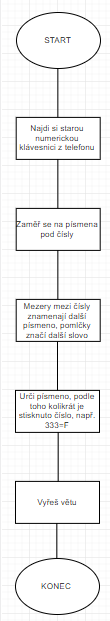 START
Najdi si starou
numerickou
klávesnici z telefonu
Zaměř se na písmena
pod čísly
Mezery mezi čísly
znamenají další
písmeno, pomlčky
značí další slovo
Urči písmeno, podle
toho kolikrát je
stisknuto číslo, např.
333=F
Vyřeš větu
KONEC